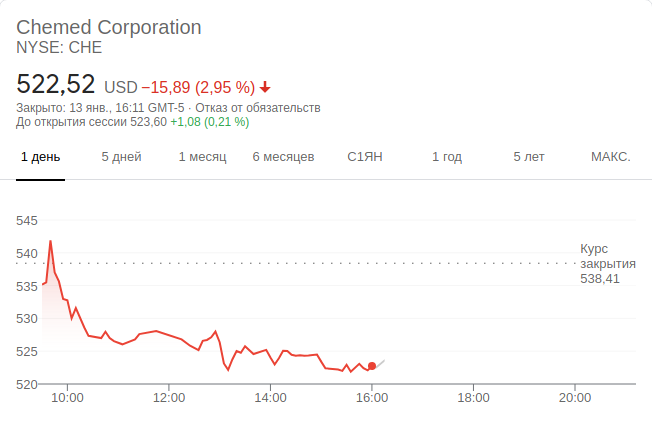 Chemed Corporation
NYSE: CHE
522,52 USD −15,89 (2,95 %)
Закрыто: 13 янв., 16:11 GMT-5 · Отказ от обязательств
До открытия сессии 523,60 +1,08 (0,21 %)
1 день 5 дней 1 месяц 6 месяцев С1ЯН 1 год 5 лет МАКС.
545
540
535
530
525
520
Курс
закрытия
538,41
10:00 12:00 14:00 16:00 18:00 20:00